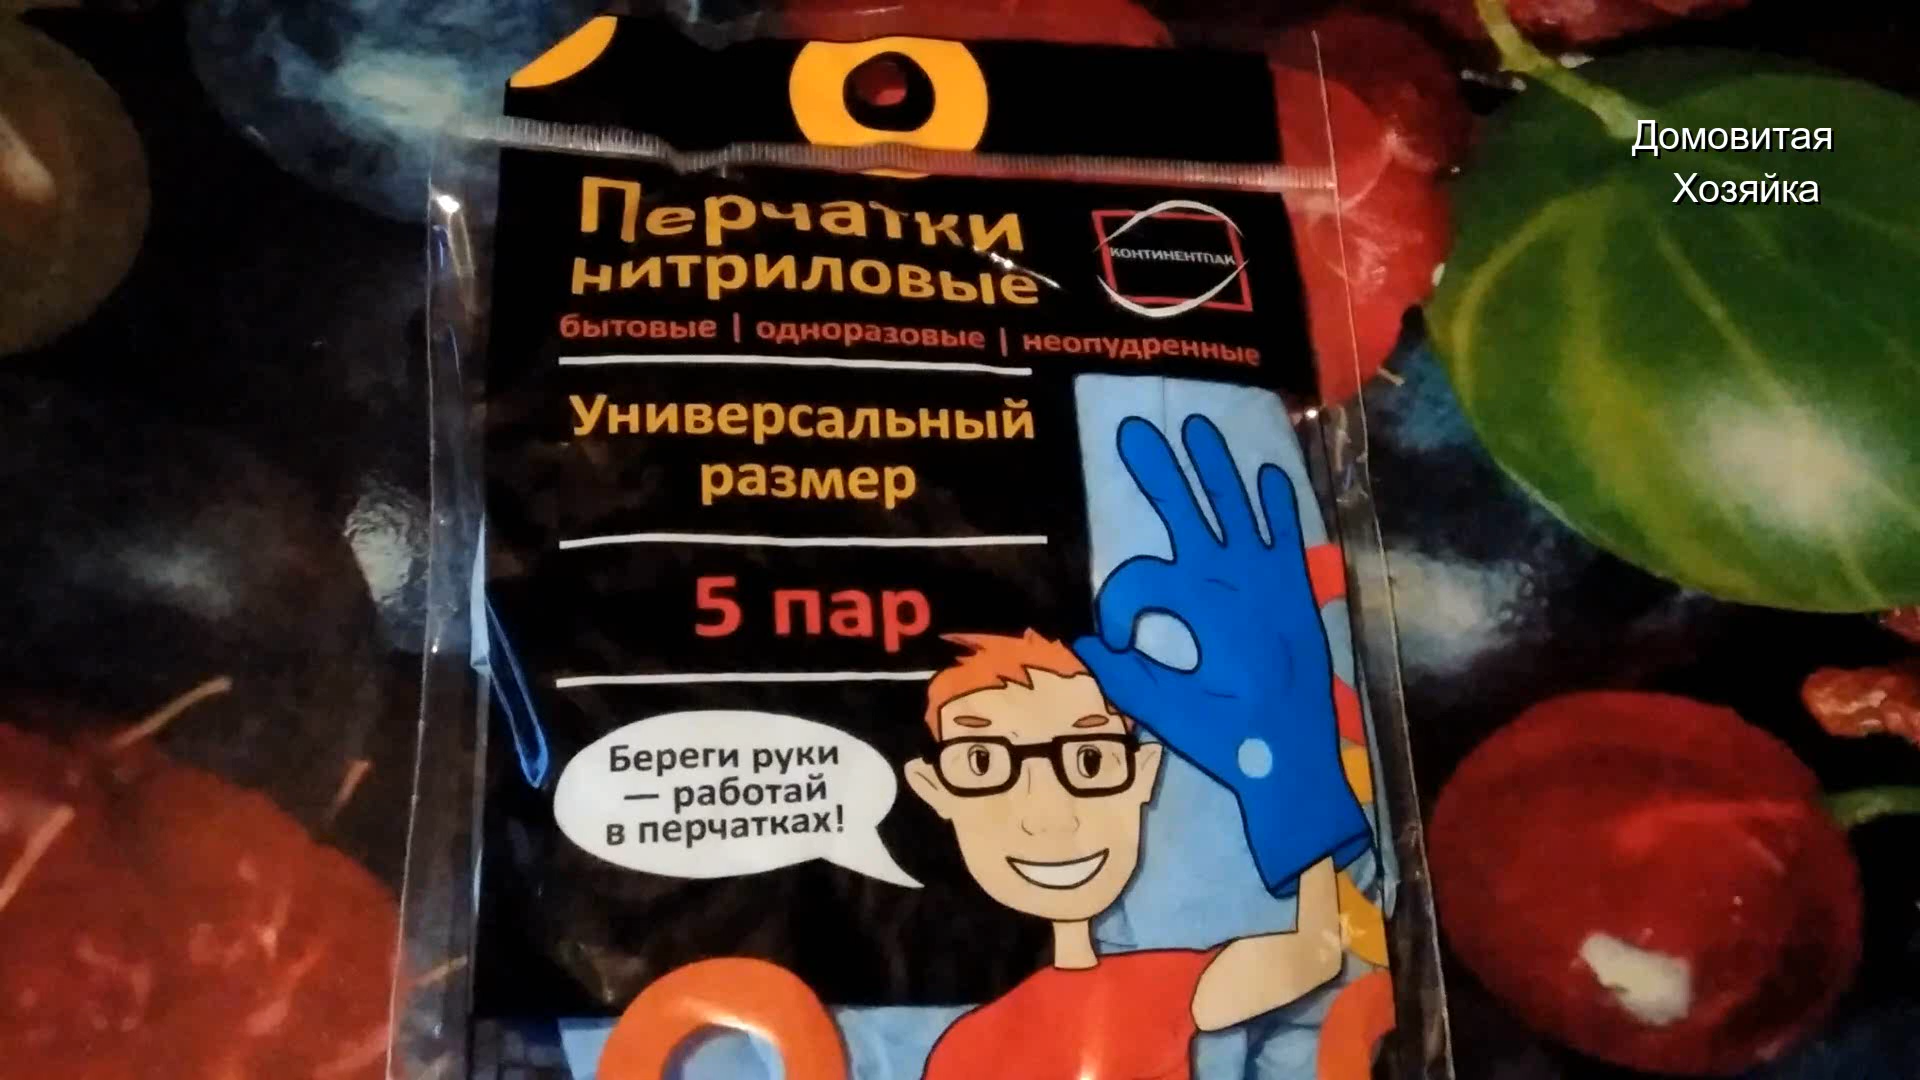 Домовитая
Хозяйка
Перчатки
нитриловые
КОНТИНЕНТПАК
бытовые | одноразовые | неопудренные
Универсальный
размер
5 пар
Береги руки
— работай
в перчатках!